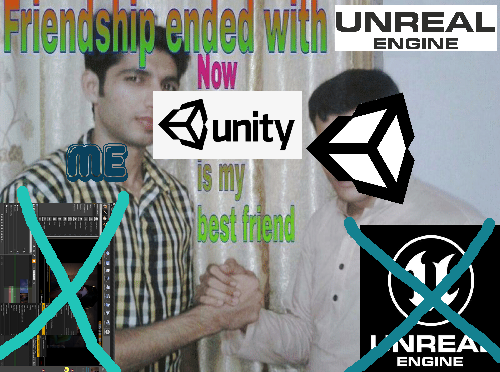 Friendship ended with UNREAL
ENGINE
Now
unity
ME
is my
best friend
UNREAL
ENGINE